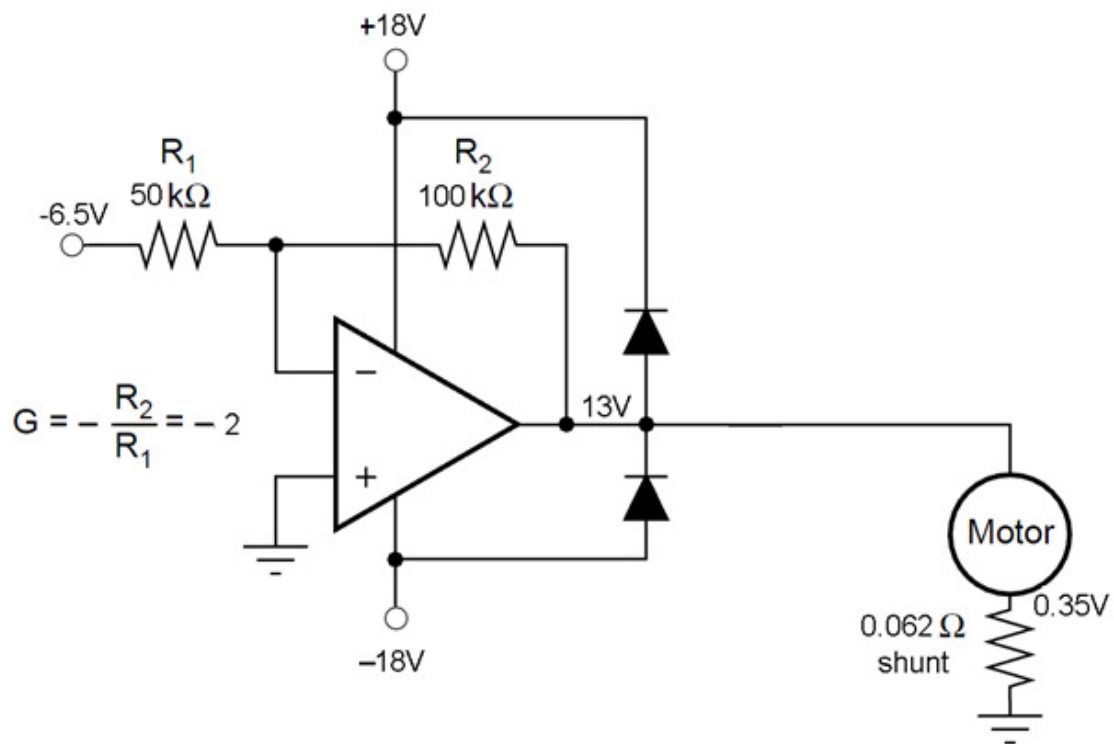 +18V
R1
50 kΩ
R2
100 kΩ
-6.5V
−
+
G = − R2/R1 = − 2
13V
Motor
0.35V
0.062 Ω
shunt
–18V